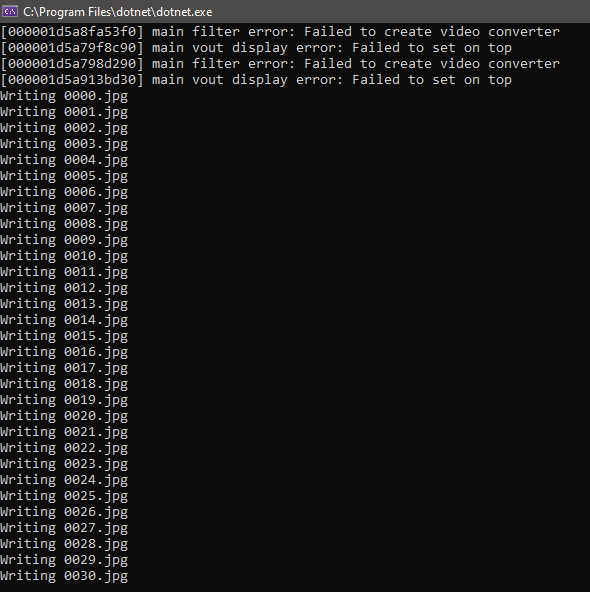 C:\Program Files\dotnet\dotnet.exe
[000001d5a8fa53f0] main filter error: Failed to create video converter
[000001d5a79f8c90] main vout display error: Failed to set on top
[000001d5a798d290] main filter error: Failed to create video converter
[000001d5a913bd30] main vout display error: Failed to set on top
Writing 0000.jpg
Writing 0001.jpg
Writing 0002.jpg
Writing 0003.jpg
Writing 0004.jpg
Writing 0005.jpg
Writing 0006.jpg
Writing 0007.jpg
Writing 0008.jpg
Writing 0009.jpg
Writing 0010.jpg
Writing 0011.jpg
Writing 0012.jpg
Writing 0013.jpg
Writing 0014.jpg
Writing 0015.jpg
Writing 0016.jpg
Writing 0017.jpg
Writing 0018.jpg
Writing 0019.jpg
Writing 0020.jpg
Writing 0021.jpg
Writing 0022.jpg
Writing 0023.jpg
Writing 0024.jpg
Writing 0025.jpg
Writing 0026.jpg
Writing 0027.jpg
Writing 0028.jpg
Writing 0029.jpg
Writing 0030.jpg